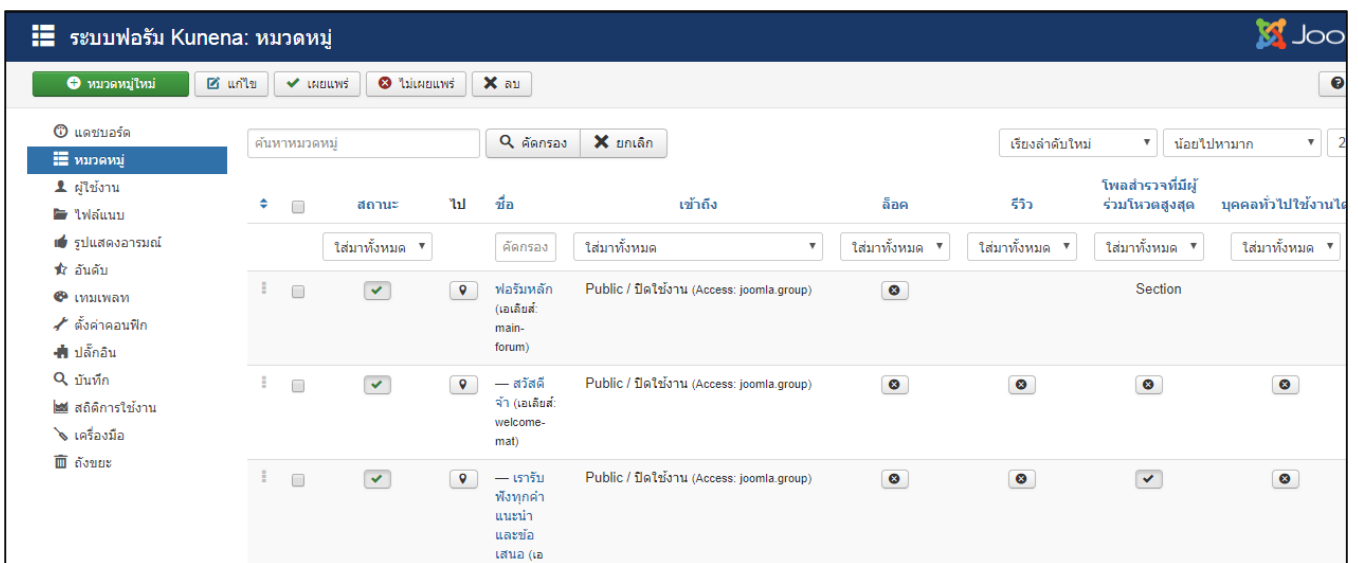 ระบบฟอรัม Kunena: หมวดหมู่
Joo
หมวดหมู่ใหม่ แก้ไข เผยแพร่ ไม่เผยแพร่ ลบ
แดชบอร์ด
หมวดหมู่
ผู้ใช้งาน
ไฟล์แนบ
รูปแสดงอารมณ์
อันดับ
เทมเพลท
ตั้งค่าคอนฟิก
ปลั๊กอิน
บันทึก
สถิติการใช้งาน
เครื่องมือ
ถังขยะ
ค้นหาหมวดหมู่ คัดกรอง ยกเลิก เรียงลำดับใหม่ น้อยไปหามาก 2
สถานะ ไป ชื่อ เข้าถึง ล็อค รีวิว โพลสำรวจที่มีผู้
ร่วมโหวตสูงสุด บุคคลทั่วไปใช้งานได
ใส่มาทั้งหมด คัดกรอง ใส่มาทั้งหมด ใส่มาทั้งหมด ใส่มาทั้งหมด ใส่มาทั้งหมด ใส่มาทั้งหมด
ฟอรัมหลัก Public / ปิดใช้งาน (Access: joomla.group) Section
(เอเลียส์:
main-
forum)
— สวัสดี Public / ปิดใช้งาน (Access: joomla.group)
จ้า (เอเลียส์:
welcome-
mat)
— เรารับ Public / ปิดใช้งาน (Access: joomla.group)
ฟังทุกคำ
แนะนำ
และข้อ
เสนอ (เอ